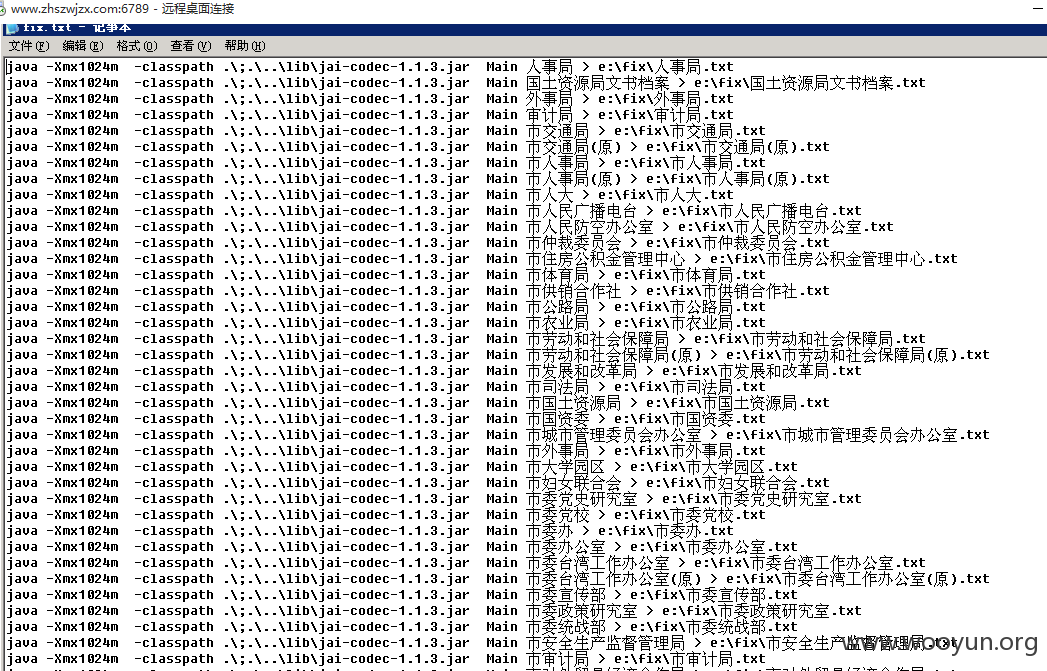 www.zhszwjzx.com:6789 - 远程桌面连接
fix.txt - 记事本
文件(F) 编辑(E) 格式(O) 查看(V) 帮助(H)
java -Xmx1024m -classpath .\;.\..\lib\jai-codec-1.1.3.jar Main 人事局 > e:\fix\人事局.txt
java -Xmx1024m -classpath .\;.\..\lib\jai-codec-1.1.3.jar Main 国土资源局文书档案 > e:\fix\国土资源局文书档案.txt
java -Xmx1024m -classpath .\;.\..\lib\jai-codec-1.1.3.jar Main 外事局 > e:\fix\外事局.txt
java -Xmx1024m -classpath .\;.\..\lib\jai-codec-1.1.3.jar Main 审计局 > e:\fix\审计局.txt
java -Xmx1024m -classpath .\;.\..\lib\jai-codec-1.1.3.jar Main 市交通局 > e:\fix\市交通局.txt
java -Xmx1024m -classpath .\;.\..\lib\jai-codec-1.1.3.jar Main 市交通局(原) > e:\fix\市交通局(原).txt
java -Xmx1024m -classpath .\;.\..\lib\jai-codec-1.1.3.jar Main 市人事局 > e:\fix\市人事局.txt
java -Xmx1024m -classpath .\;.\..\lib\jai-codec-1.1.3.jar Main 市人事局(原) > e:\fix\市人事局(原).txt
java -Xmx1024m -classpath .\;.\..\lib\jai-codec-1.1.3.jar Main 市人大 > e:\fix\市人大.txt
java -Xmx1024m -classpath .\;.\..\lib\jai-codec-1.1.3.jar Main 市人民广播电台 > e:\fix\市人民广播电台.txt
java -Xmx1024m -classpath .\;.\..\lib\jai-codec-1.1.3.jar Main 市人民防空办公室 > e:\fix\市人民防空办公室.txt
java -Xmx1024m -classpath .\;.\..\lib\jai-codec-1.1.3.jar Main 市仲裁委员会 > e:\fix\市仲裁委员会.txt
java -Xmx1024m -classpath .\;.\..\lib\jai-codec-1.1.3.jar Main 市住房公积金管理中心 > e:\fix\市住房公积金管理中心.txt
java -Xmx1024m -classpath .\;.\..\lib\jai-codec-1.1.3.jar Main 市体育局 > e:\fix\市体育局.txt
java -Xmx1024m -classpath .\;.\..\lib\jai-codec-1.1.3.jar Main 市供销合作社 > e:\fix\市供销合作社.txt
java -Xmx1024m -classpath .\;.\..\lib\jai-codec-1.1.3.jar Main 市公路局 > e:\fix\市公路局.txt
java -Xmx1024m -classpath .\;.\..\lib\jai-codec-1.1.3.jar Main 市农业局 > e:\fix\市农业局.txt
java -Xmx1024m -classpath .\;.\..\lib\jai-codec-1.1.3.jar Main 市劳动和社会保障局 > e:\fix\市劳动和社会保障局.txt
java -Xmx1024m -classpath .\;.\..\lib\jai-codec-1.1.3.jar Main 市劳动和社会保障局(原) > e:\fix\市劳动和社会保障局(原).txt
java -Xmx1024m -classpath .\;.\..\lib\jai-codec-1.1.3.jar Main 市发展和改革局 > e:\fix\市发展和改革局.txt
java -Xmx1024m -classpath .\;.\..\lib\jai-codec-1.1.3.jar Main 市司法局 > e:\fix\市司法局.txt
java -Xmx1024m -classpath .\;.\..\lib\jai-codec-1.1.3.jar Main 市国土资源局 > e:\fix\市国土资源局.txt
java -Xmx1024m -classpath .\;.\..\lib\jai-codec-1.1.3.jar Main 市国资委 > e:\fix\市国资委.txt
java -Xmx1024m -classpath .\;.\..\lib\jai-codec-1.1.3.jar Main 市城市管理委员会办公室 > e:\fix\市城市管理委员会办公室.txt
java -Xmx1024m -classpath .\;.\..\lib\jai-codec-1.1.3.jar Main 市外事局 > e:\fix\市外事局.txt
java -Xmx1024m -classpath .\;.\..\lib\jai-codec-1.1.3.jar Main 市大学园区 > e:\fix\市大学园区.txt
java -Xmx1024m -classpath .\;.\..\lib\jai-codec-1.1.3.jar Main 市妇女联合会 > e:\fix\市妇女联合会.txt
java -Xmx1024m -classpath .\;.\..\lib\jai-codec-1.1.3.jar Main 市委党史研究室 > e:\fix\市委党史研究室.txt
java -Xmx1024m -classpath .\;.\..\lib\jai-codec-1.1.3.jar Main 市委党校 > e:\fix\市委党校.txt
java -Xmx1024m -classpath .\;.\..\lib\jai-codec-1.1.3.jar Main 市委办 > e:\fix\市委办.txt
java -Xmx1024m -classpath .\;.\..\lib\jai-codec-1.1.3.jar Main 市委办公室 > e:\fix\市委办公室.txt
java -Xmx1024m -classpath .\;.\..\lib\jai-codec-1.1.3.jar Main 市委台湾工作办公室 > e:\fix\市委台湾工作办公室.txt
java -Xmx1024m -classpath .\;.\..\lib\jai-codec-1.1.3.jar Main 市委台湾工作办公室(原) > e:\fix\市委台湾工作办公室(原).txt
java -Xmx1024m -classpath .\;.\..\lib\jai-codec-1.1.3.jar Main 市委宣传部 > e:\fix\市委宣传部.txt
java -Xmx1024m -classpath .\;.\..\lib\jai-codec-1.1.3.jar Main 市委政策研究室 > e:\fix\市委政策研究室.txt
java -Xmx1024m -classpath .\;.\..\lib\jai-codec-1.1.3.jar Main 市委统战部 > e:\fix\市委统战部.txt
java -Xmx1024m -classpath .\;.\..\lib\jai-codec-1.1.3.jar Main 市安全生产监督管理局 > e:\fix\市安全生产监督管理局.txt
java -Xmx1024m -classpath .\;.\..\lib\jai-codec-1.1.3.jar Main 市审计局 > e:\fix\市审计局.txt
www.wooyun.org